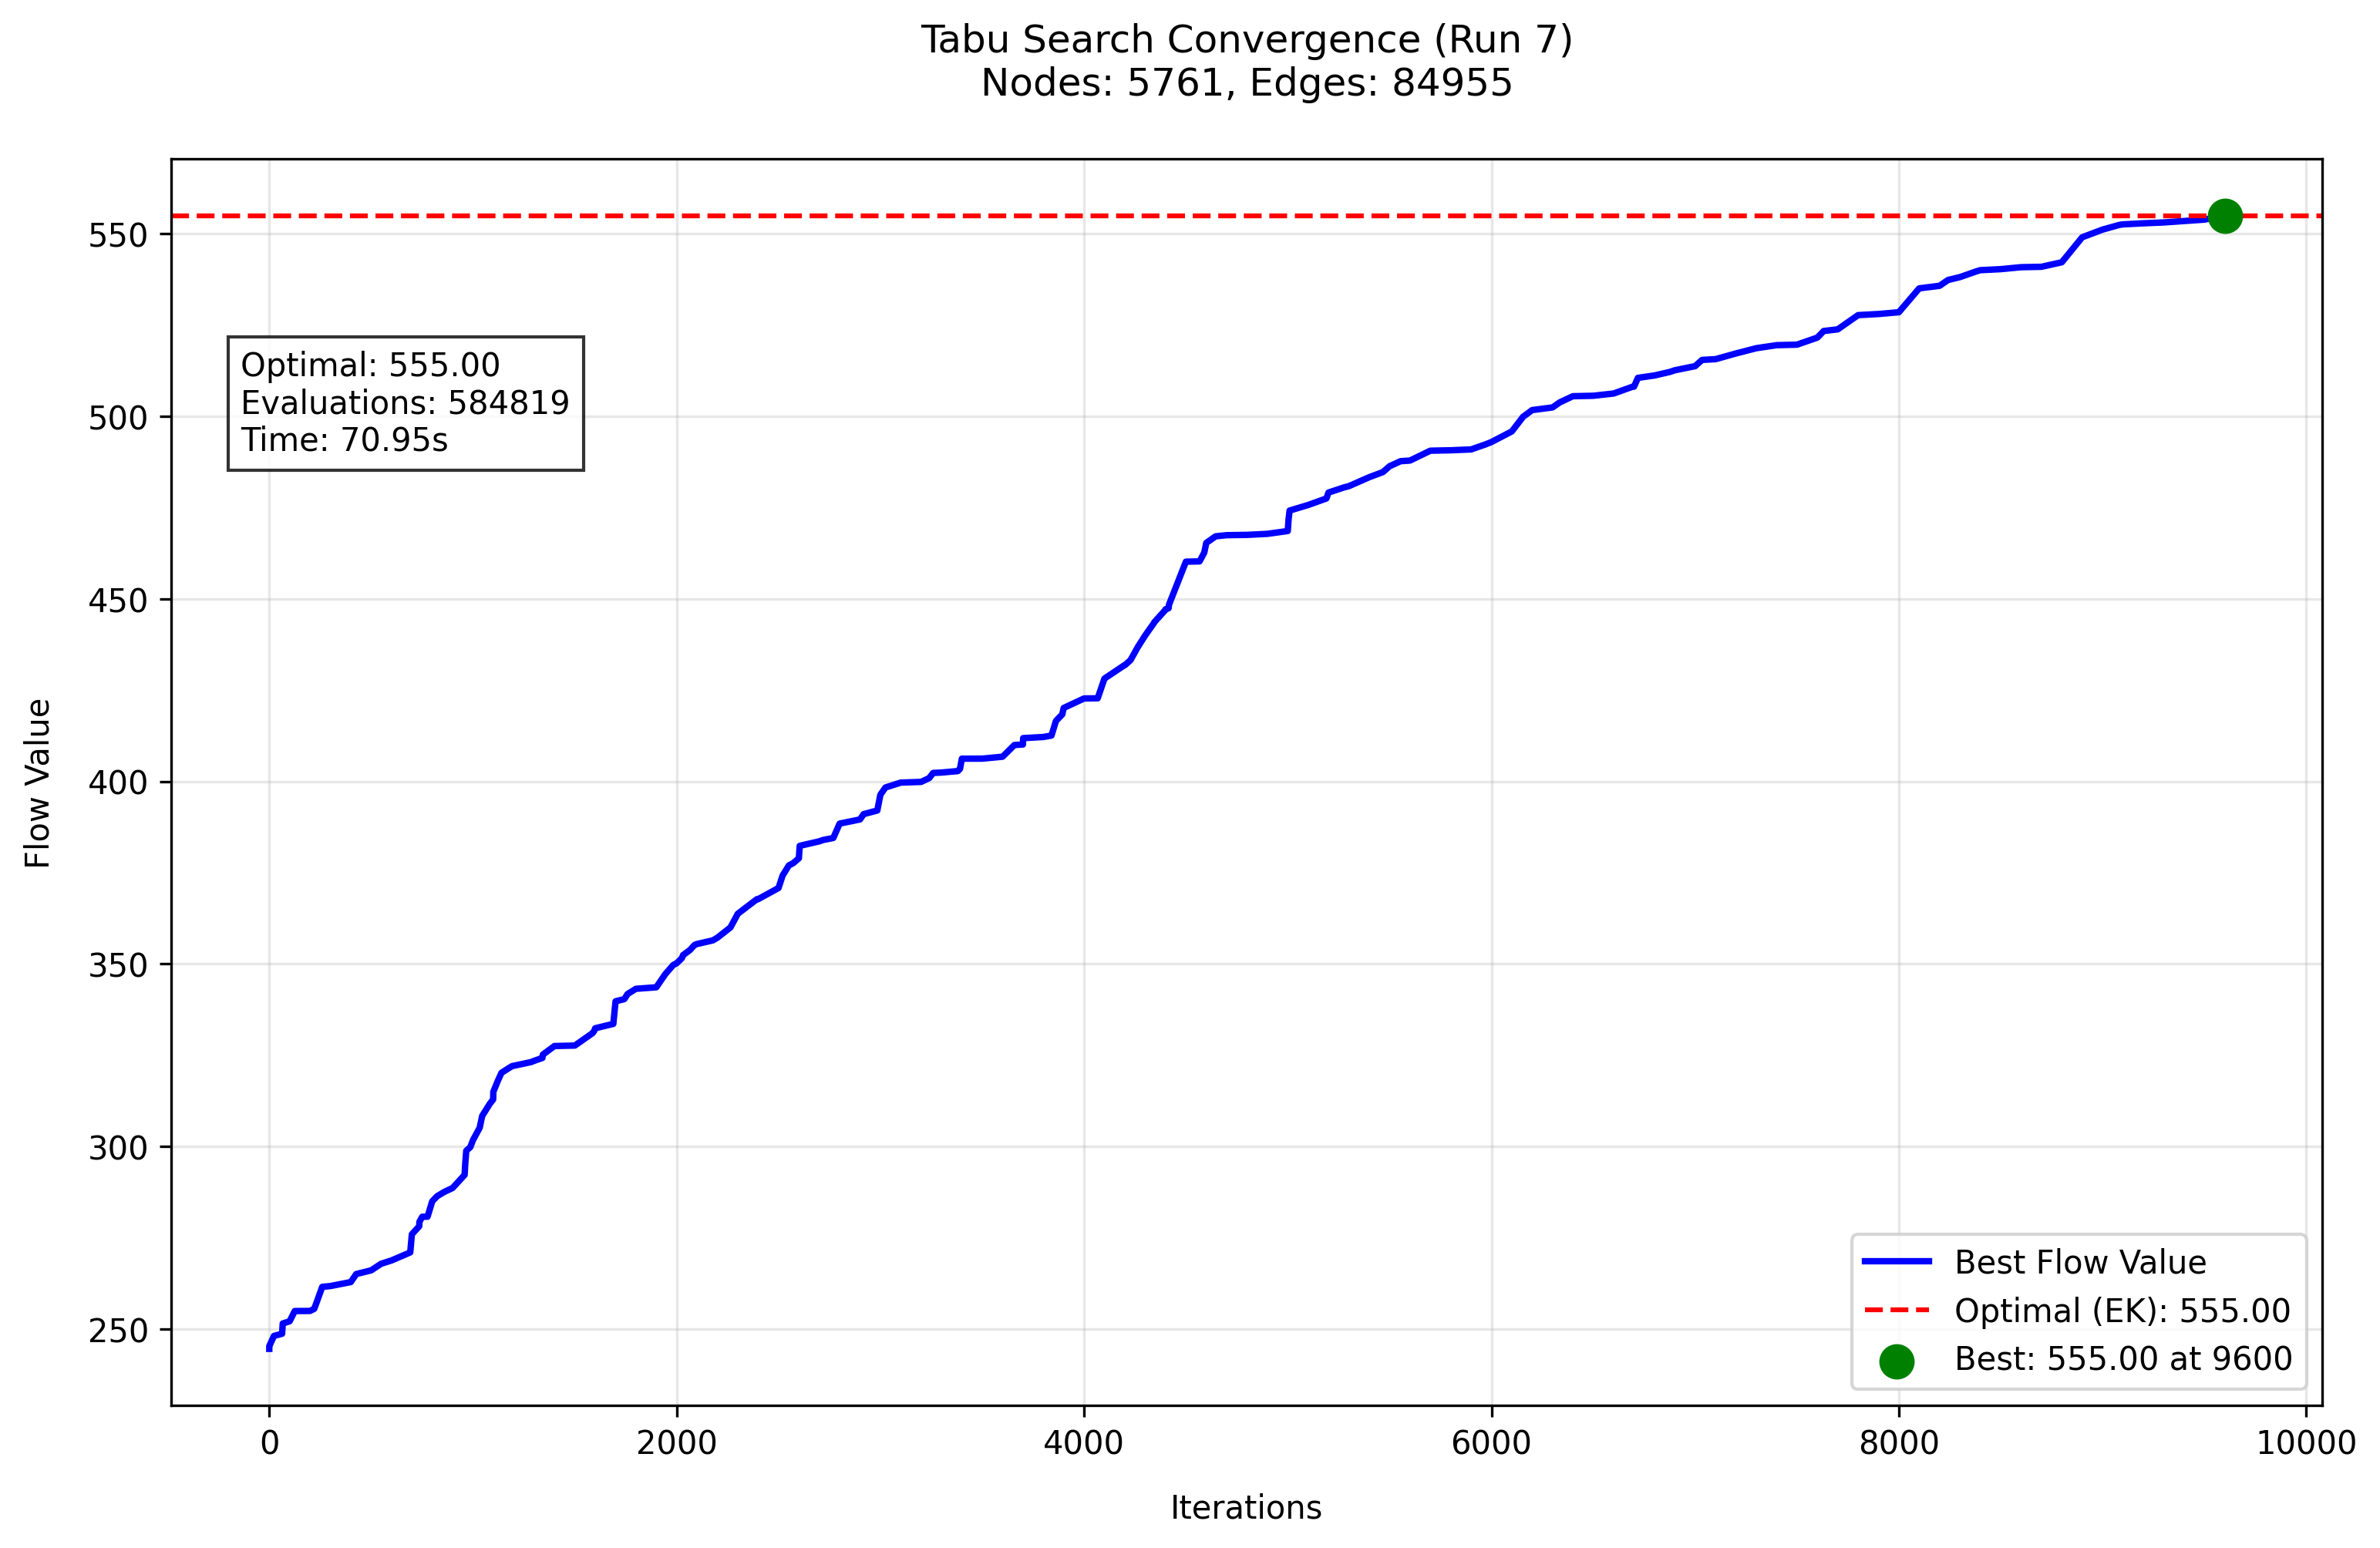 Tabu Search Convergence (Run 7)
Nodes: 5761, Edges: 84955
Flow Value
550
500
450
400
350
300
250
Optimal: 555.00
Evaluations: 584819
Time: 70.95s
Best Flow Value
Optimal (EK): 555.00
Best: 555.00 at 9600
0 2000 4000 6000 8000 10000
Iterations